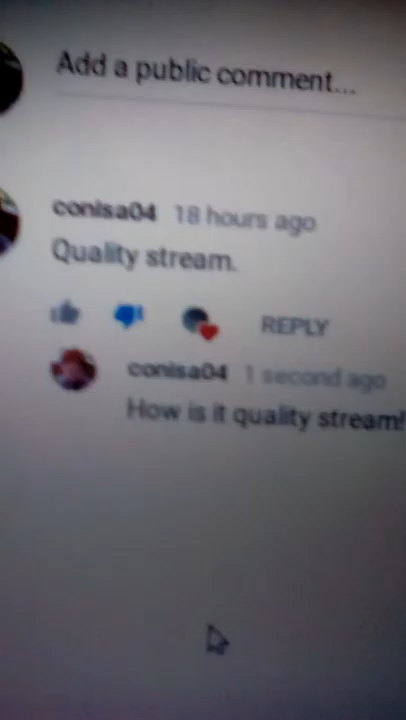 Add a public comment...
conisa04 18 hours ago
Quality stream.
REPLY
conisa04 1 second ago
How is it quality stream!